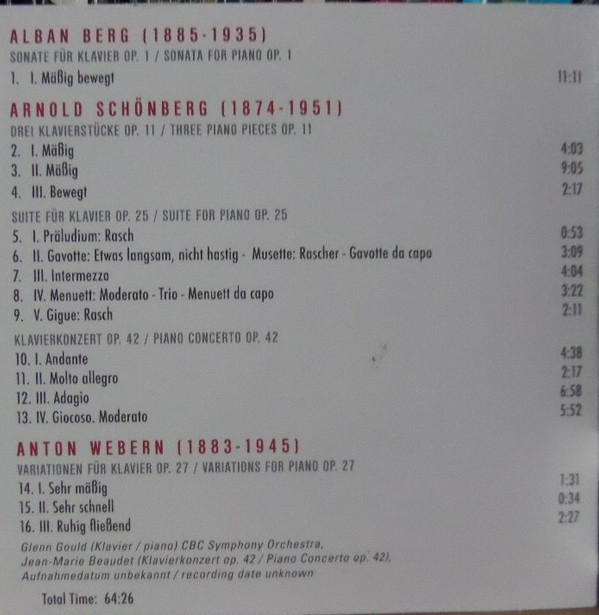 ALBAN BERG (1885-1935)
SONATE FÜR KLAVIER OP. 1 / SONATA FOR PIANO OP. 1
1. I. Mäßig bewegt 11:11
ARNOLD SCHÖNBERG (1874-1951)
DREI KLAVIERSTÜCKE OP. 11 / THREE PIANO PIECES OP. 11
2. I. Mäßig 4:03
3. II. Mäßig 9:05
4. III. Bewegt 2:17
SUITE FÜR KLAVIER OP. 25 / SUITE FOR PIANO OP. 25
5. I. Präludium: Rasch 0:53
6. II. Gavotte: Etwas langsam, nicht hastig - Musette: Rascher - Gavotte da capo 3:09
7. III. Intermezzo 4:04
8. IV. Menuett: Moderato - Trio - Menuett da capo 3:22
9. V. Gigue: Rasch 2:11
KLAVIERKONZERT OP. 42 / PIANO CONCERTO OP. 42
10. I. Andante 4:38
11. II. Molto allegro 2:17
12. III. Adagio 6:58
13. IV. Giocoso. Moderato 5:52
ANTON WEBERN (1883-1945)
VARIATIONEN FÜR KLAVIER OP. 27 / VARIATIONS FOR PIANO OP. 27
14. I. Sehr mäßig 1:31
15. II. Sehr schnell 0:34
16. III. Ruhig fließend 2:27
Glenn Gould (Klavier / piano) CBC Symphony Orchestra,
Jean-Marie Beaudet (Klavierkonzert op. 42 / Piano Concerto op. 42),
Aufnahmedatum unbekannt / recording date unknown
Total Time: 64:26